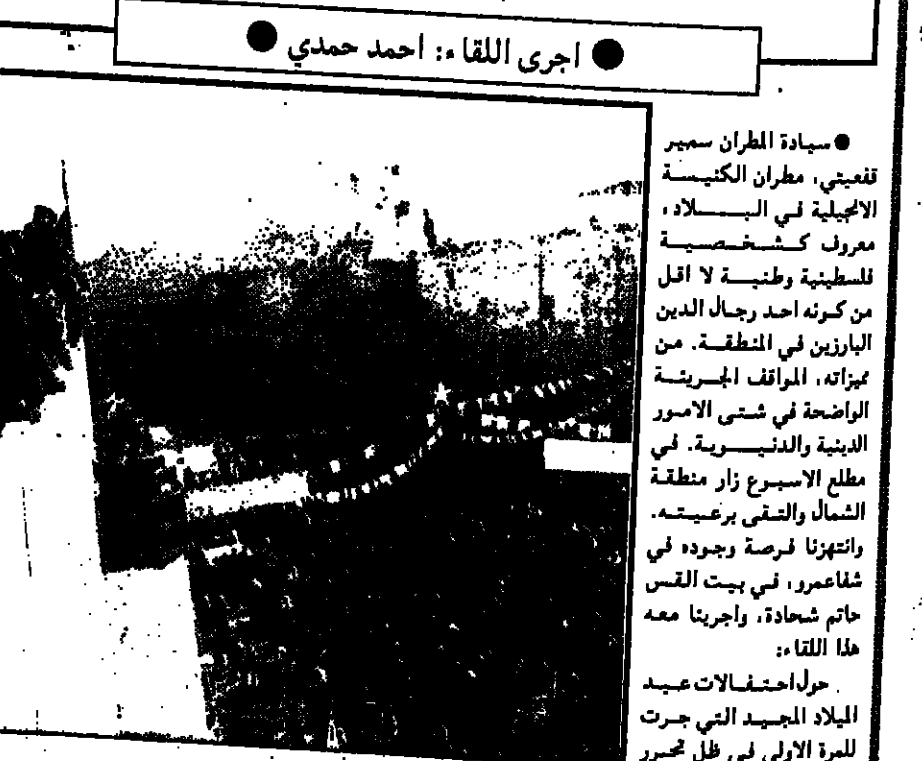 ● اجرى اللقاء: احمد حمدي ●
● سيادة المطران سمير
قفعيتي، مطران الكنيسة
الانجيلية في البلاد،
معروف كشخصية
فلسطينية وطنية لا اقل
من كونه احد رجال الدين
البارزين في المنطقة. من
ميزاته، المواقف الجريئة
الواضحة في شتى الامور
الدينية والدنيوية. في
مطلع الاسبوع زار منطقة
الشمال والتقى برعيته.
وانتهزنا فرصة وجوده في
شفاعمرو، في بيت القس
حاتم شحادة، واجرينا معه
هذا اللقاء:
حول احتفالات عيد
الميلاد المجيد التي جرت
للمرة الاولى في ظل تحرر